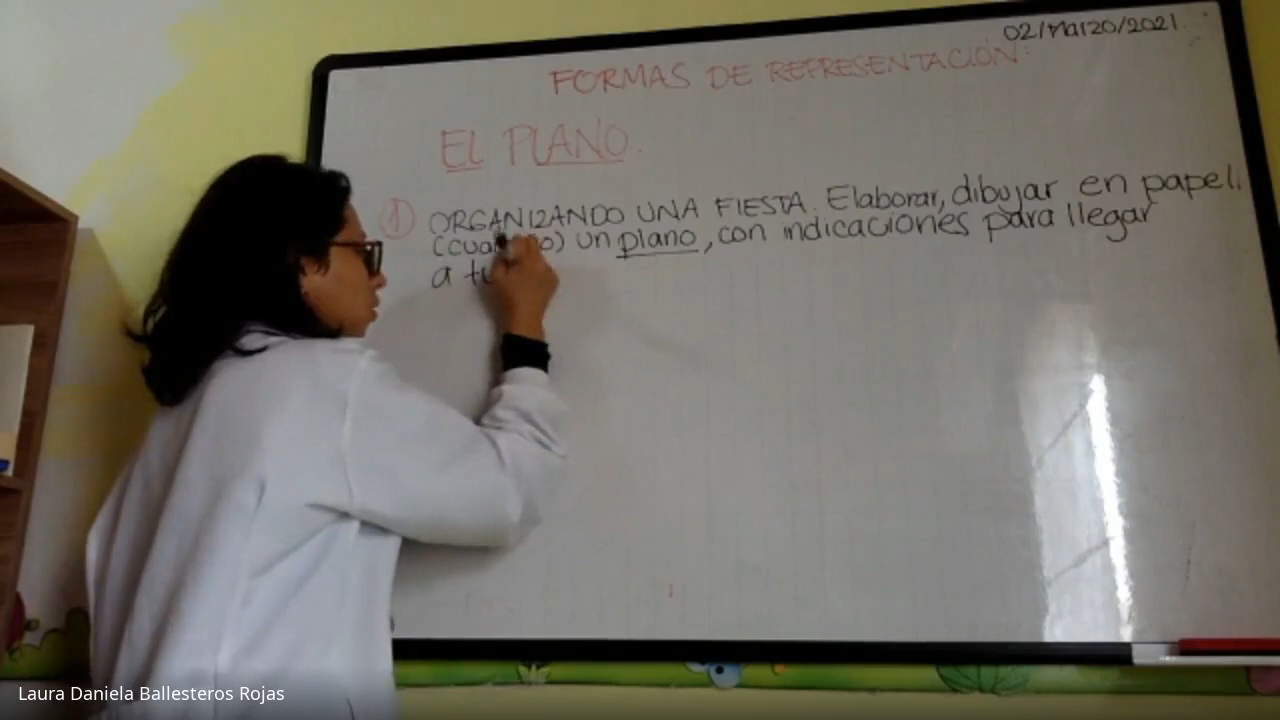 02/Marzo/2021.
FORMAS DE REPRESENTACIÓN:
EL PLANO.
① ORGANIZANDO UNA FIESTA. Elaborar, dibujar en papel.
un plano, con indicaciones para llegar
a tu
Laura Daniela Ballesteros Rojas